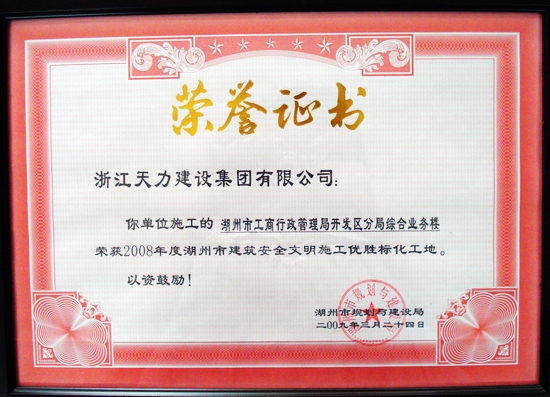 荣誉证书
浙江天力建设集团有限公司：
你单位施工的 湖州市工商行政管理局开发区分局综合业务楼
荣获2008年度湖州市建筑安全文明施工优胜标化工地。
以资鼓励！
湖州市规划与建设局
二00九年三月二十四日